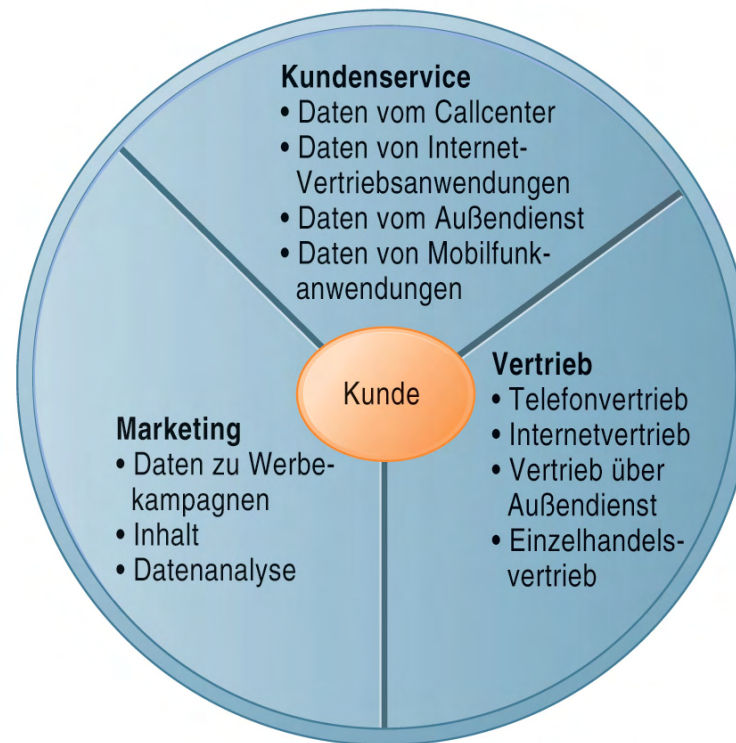 Kundenservice
• Daten vom Callcenter
• Daten von Internet-
Vertriebsanwendungen
• Daten vom Außendienst
• Daten von Mobilfunk-
anwendungen
Kunde
Vertrieb
• Telefonvertrieb
• Internetvertrieb
• Vertrieb über
Außendienst
• Einzelhandels-
vertrieb
Marketing
• Daten zu Werbe-
kampagnen
• Inhalt
• Datenanalyse